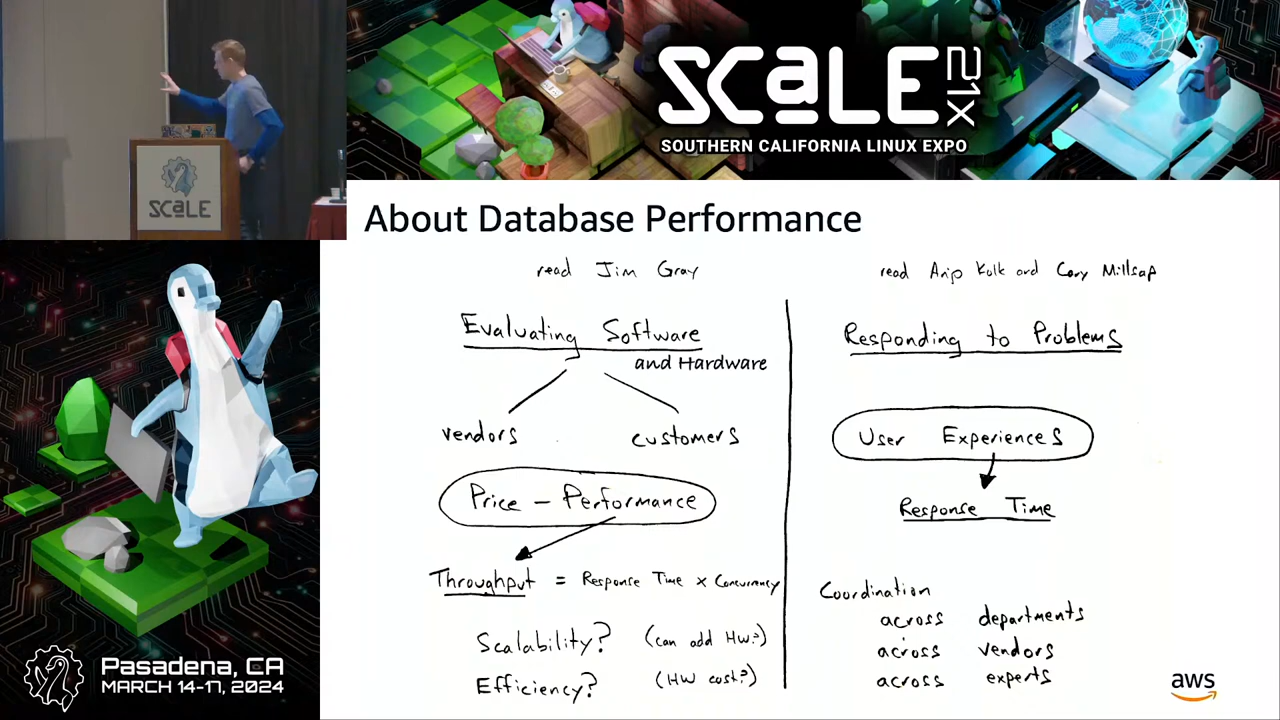 SCALE
21X
SOUTHERN CALIFORNIA LINUX EXPO
SCALE
About Database Performance
read Jim Gray
Evaluating Software
and Hardware
vendors customers
Price - Performance
Throughput = Response Time x Concurrency
Scalability? (can add HW?)
Efficiency? (HW cost?)
read Anjo Kolk and Cary Millsap
Responding to Problems
User Experiences
Response Time
Coordination
across departments
across vendors
across experts
Pasadena, CA
MARCH 14-17, 2024
aws